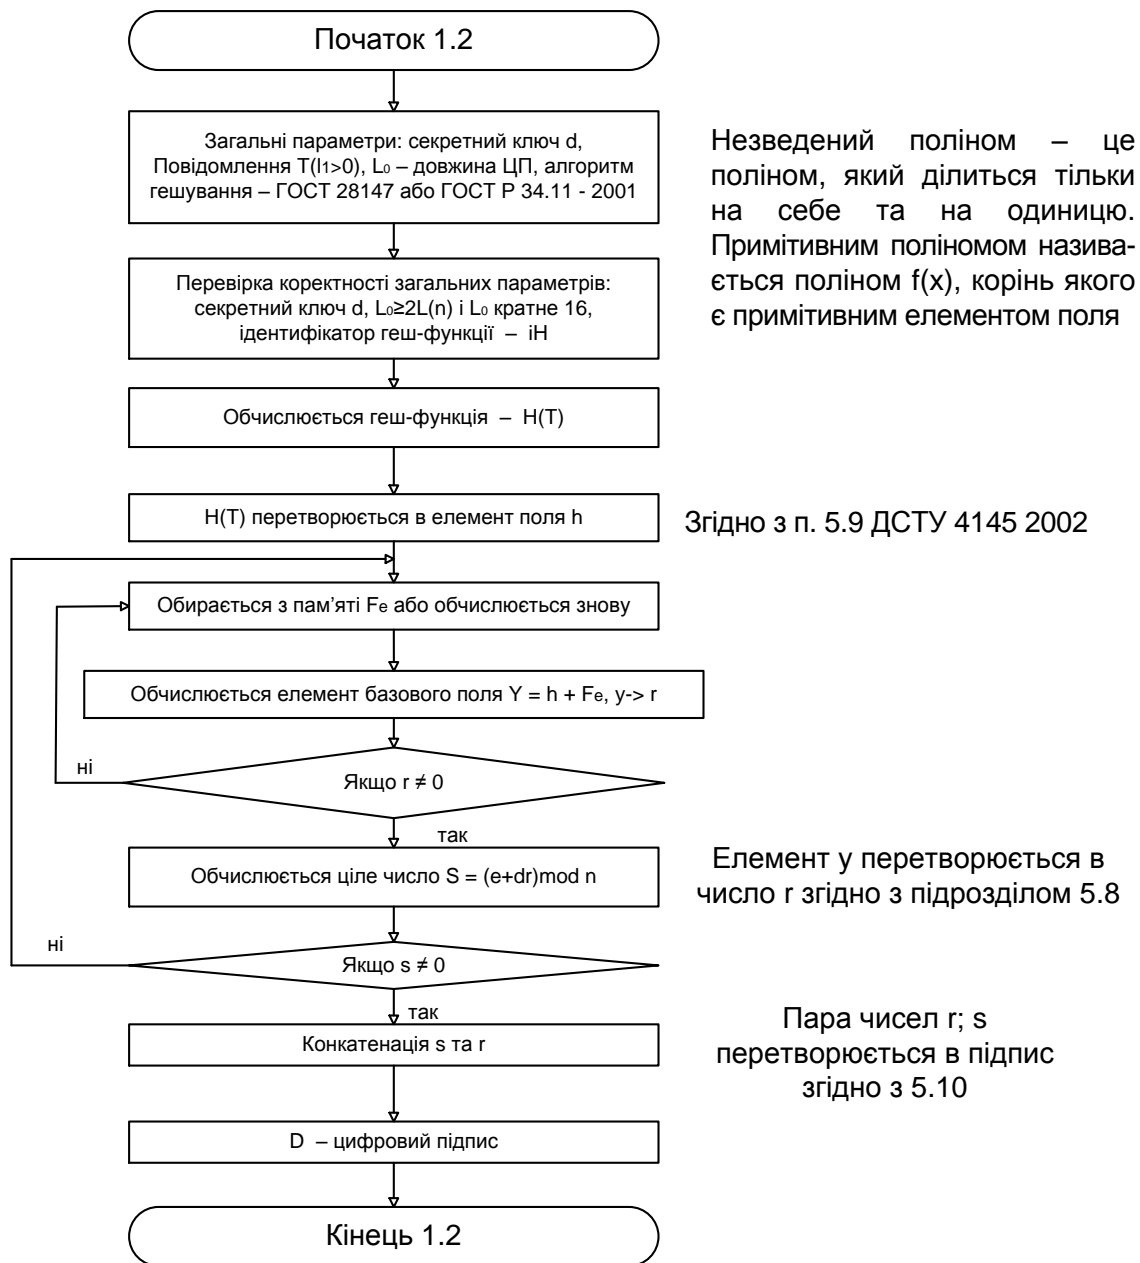 Початок 1.2
Загальні параметри: секретний ключ d,
Повідомлення T(l1>0), L0 – довжина ЦП, алгоритм
гешування – ГОСТ 28147 або ГОСТ Р 34.11 - 2001
Незведений поліном – це
поліном, який ділиться тільки
на себе та на одиницю.
Примітивним поліномом назива-
ється поліном f(x), корінь якого
є примітивним елементом поля
Перевірка коректності загальних параметрів:
секретний ключ d, L0≥2L(n) і L0 кратне 16,
ідентифікатор геш-функції – iH
Обчислюється геш-функція – H(T)
H(T) перетворюється в елемент поля h
Згідно з п. 5.9 ДСТУ 4145 2002
Обирається з пам’яті Fe або обчислюється знову
Обчислюється елемент базового поля Y = h + Fe, y-> r
ні
Якщо r ≠ 0
так
Обчислюється ціле число S = (e+dr)mod n
Елемент y перетворюється в
число r згідно з підрозділом 5.8
ні
Якщо s ≠ 0
так
Конкатенація s та r
Пара чисел r; s
перетворюється в підпис
згідно з 5.10
D – цифровий підпис
Кінець 1.2